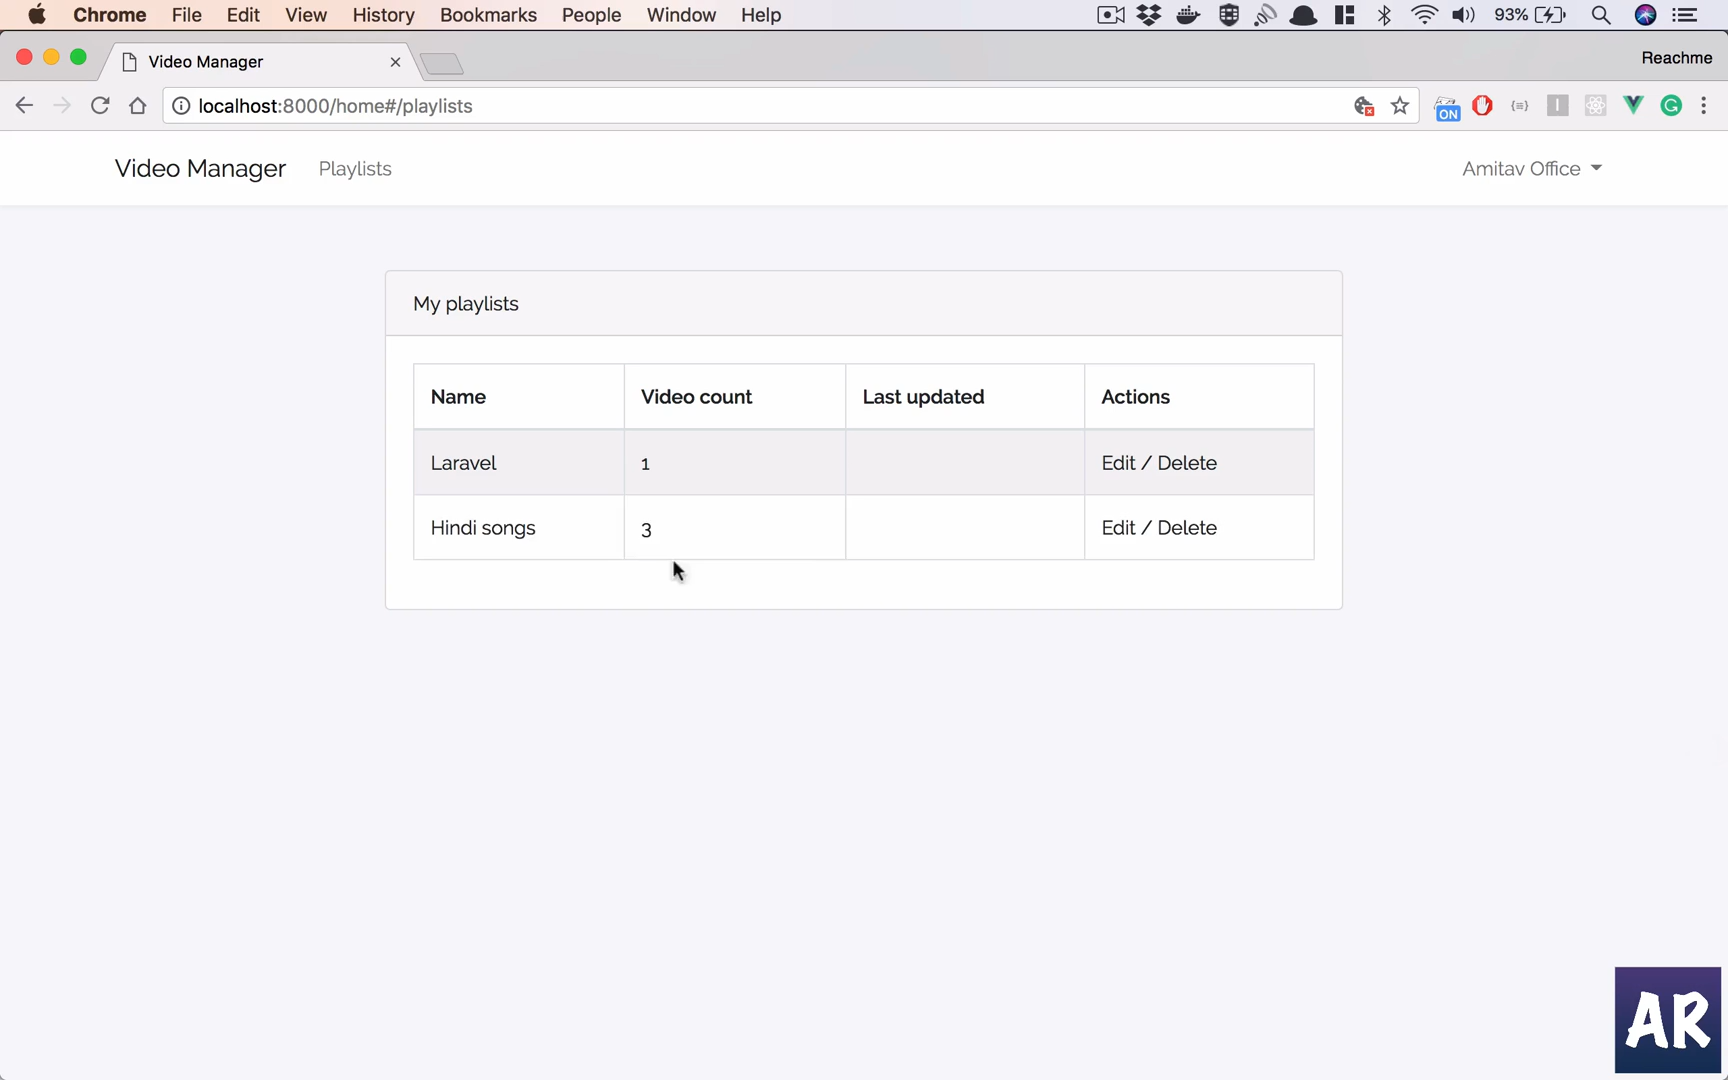 Chrome File Edit View History Bookmarks People Window Help 93%
Video Manager Reachme
localhost:8000/home#/playlists ON
Video Manager Playlists Amitav Office
My playlists
Name Video count Last updated Actions
Laravel 1 Edit / Delete
Hindi songs 3 Edit / Delete
AR